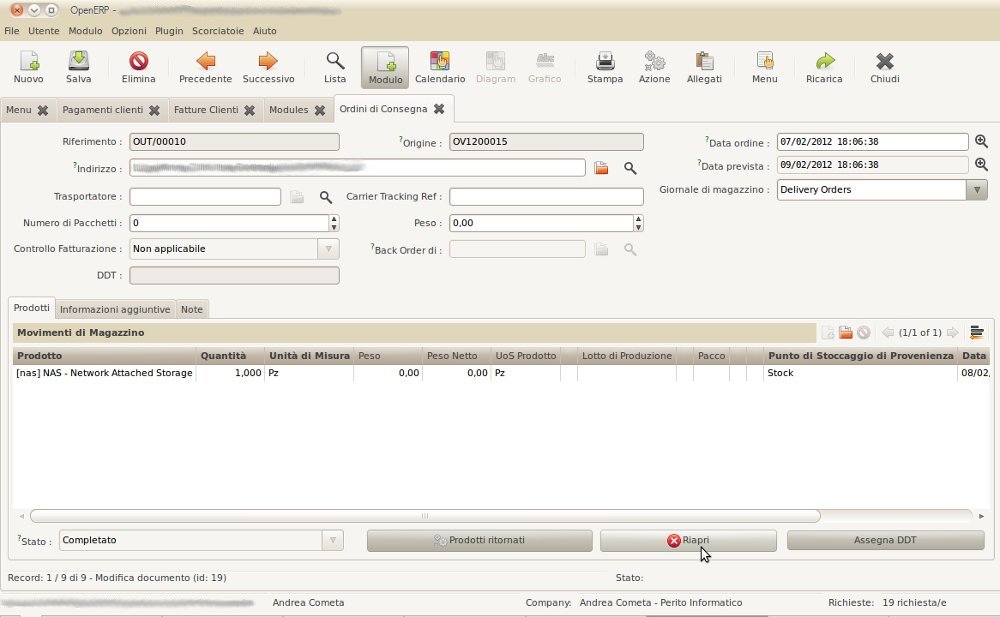 OpenERP -
File Utente Modulo Opzioni Plugin Scorciatoie Aiuto
Nuovo Salva Elimina Precedente Successivo Lista Modulo Calendario Diagram Grafico Stampa Azione Allegati Menu Ricarica Chiudi
Menu Pagamenti clienti Fatture Clienti Modules Ordini di Consegna
Riferimento : OUT/00010 ?Origine : OV1200015 ?Data ordine : 07/02/2012 18:06:38
?Indirizzo : ?Data prevista : 09/02/2012 18:06:38
Trasportatore : Carrier Tracking Ref : Giornale di magazzino : Delivery Orders
Numero di Pacchetti : 0 Peso : 0,00
Controllo Fatturazione : Non applicabile ?Back Order di :
DDT :
Prodotti Informazioni aggiuntive Note
Movimenti di Magazzino (1/1 of 1)
Prodotto Quantità Unità di Misura Peso Peso Netto UoS Prodotto Lotto di Produzione Pacco Punto di Stoccaggio di Provenienza Data
[nas] NAS - Network Attached Storage 1,000 Pz 0,00 0,00 Pz Stock 08/02,
?Stato : Completato Prodotti ritornati Riapri Assegna DDT
Record: 1 / 9 di 9 - Modifica documento (id: 19) Stato:
Andrea Cometa Company: Andrea Cometa - Perito Informatico Richieste: 19 richiesta/e